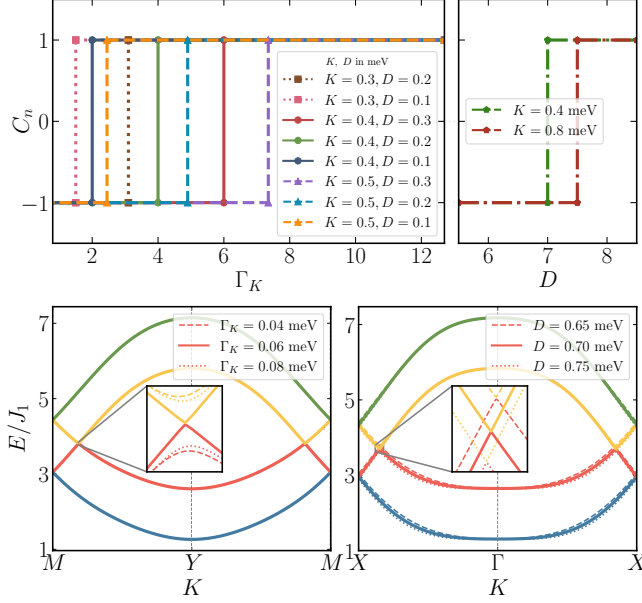 1
0
−1
C_n
K, D in meV
K = 0.3, D = 0.2
K = 0.3, D = 0.1
K = 0.4, D = 0.3
K = 0.4, D = 0.2
K = 0.4, D = 0.1
K = 0.5, D = 0.3
K = 0.5, D = 0.2
K = 0.5, D = 0.1
2 4 6 8 10 12
Γ_K
K = 0.4 meV
K = 0.8 meV
6 7 8
D
7
5
3
1
E/J_1
Γ_K = 0.04 meV
Γ_K = 0.06 meV
Γ_K = 0.08 meV
M Y M
K
7
5
3
1
D = 0.65 meV
D = 0.70 meV
D = 0.75 meV
X Γ X
K